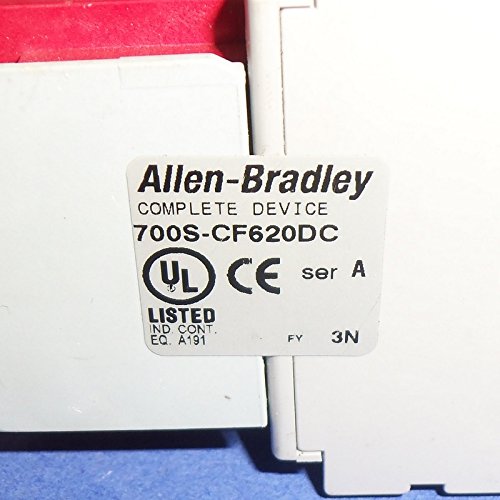 Allen-Bradley
COMPLETE DEVICE
700S-CF620DC
UL CE ser A
LISTED
IND. CONT.
EQ. A191 FY 3N